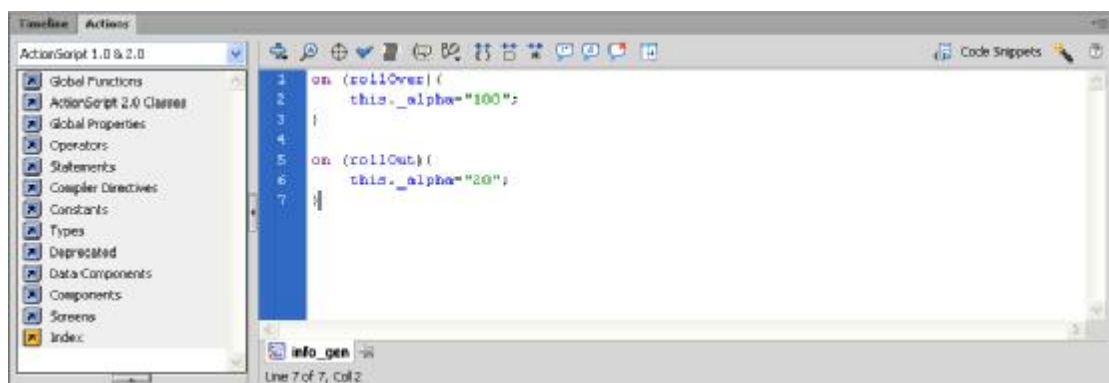 Timeline Actions
ActionScript 1.0 & 2.0
Code Snippets
Global Functions
ActionScript 2.0 Classes
Global Properties
Operators
Statements
Compiler Directives
Constants
Types
Deprecated
Data Components
Components
Screens
Index
1 on (rollOver){
2 this._alpha="100";
3 }
4
5 on (rollOut){
6 this._alpha="20";
7 }
info_gen
Line 7 of 7, Col 2